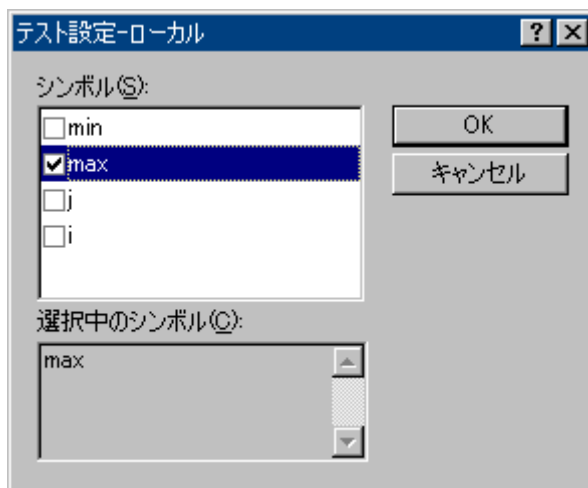 テスト設定-ローカル
シンボル(S):
min
max
j
i
OK
キャンセル
選択中のシンボル(C):
max